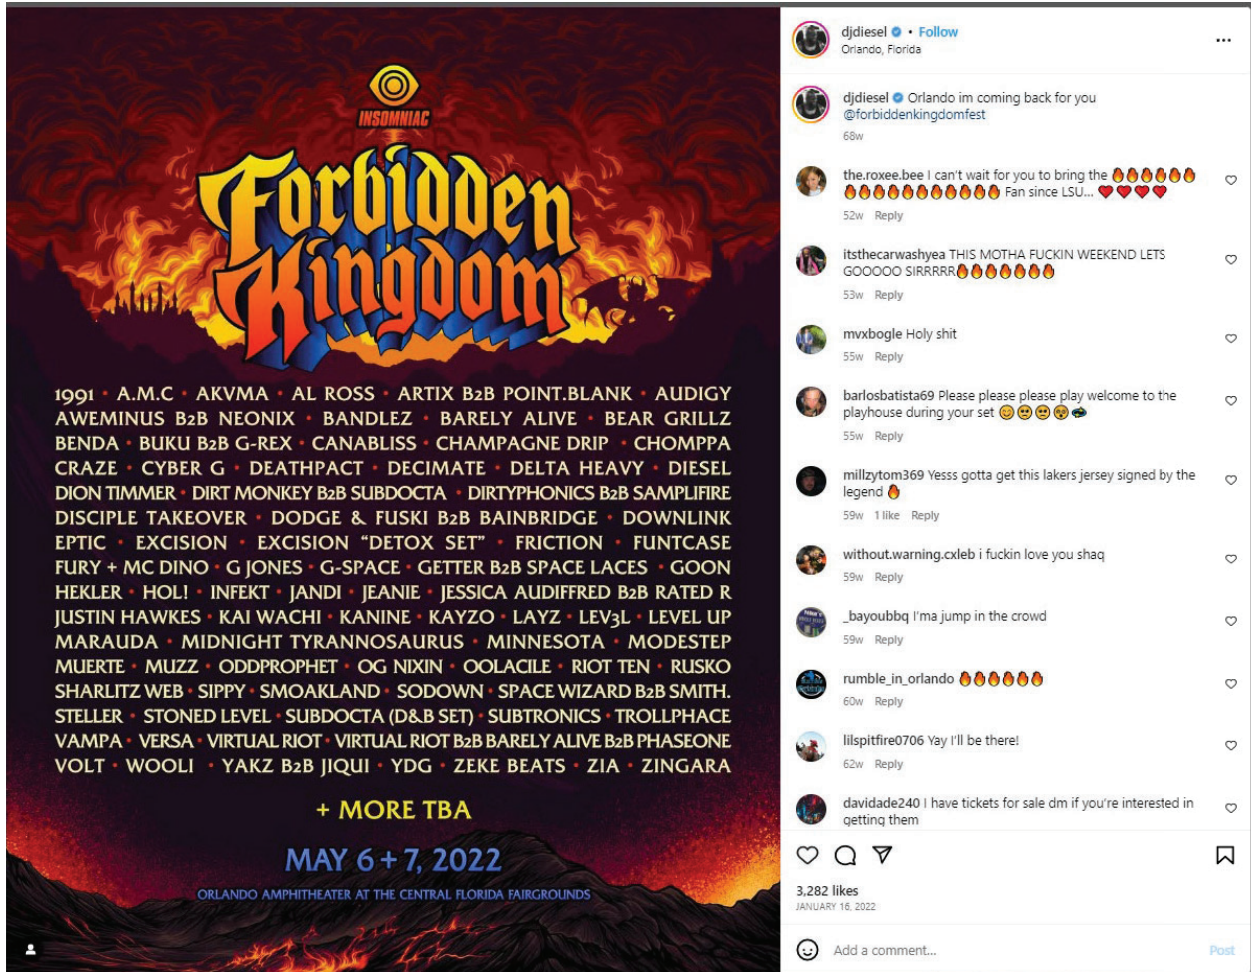 INSOMNIAC
Forbidden
Kingdom
1991 • A.M.C • AKVMA • AL ROSS • ARTIX B2B POINT.BLANK • AUDIGY
AWEMINUS B2B NEONIX • BANDLEZ • BARELY ALIVE • BEAR GRILLZ
BENDA • BUKU B2B G-REX • CANABLISS • CHAMPAGNE DRIP • CHOMPPA
CRAZE • CYBER G • DEATHPACT • DECIMATE • DELTA HEAVY • DIESEL
DION TIMMER • DIRT MONKEY B2B SUBDOCTA • DIRTYPHONICS B2B SAMPLIFIRE
DISCIPLE TAKEOVER • DODGE & FUSKI B2B BAINBRIDGE • DOWNLINK
EPTIC • EXCISION • EXCISION “DETOX SET” • FRICTION • FUNTCASE
FURY + MC DINO • G JONES • G-SPACE • GETTER B2B SPACE LACES • GOON
HEKLER • HOL! • INFEKT • JANDI • JEANIE • JESSICA AUDIFFRED B2B RATED R
JUSTIN HAWKES • KAI WACHI • KANINE • KAYZO • LAYZ • LEV3L • LEVEL UP
MARAUDA • MIDNIGHT TYRANNOSAURUS • MINNESOTA • MODESTEP
MUERTE • MUZZ • ODDPROPHET • OG NIXIN • OOLACILE • RIOT TEN • RUSKO
SHARLITZ WEB • SIPPY • SMOAKLAND • SODOWN • SPACE WIZARD B2B SMITH.
STELLER • STONED LEVEL • SUBDOCTA (D&B SET) • SUBTRONICS • TROLLPHACE
VAMPA • VERSA • VIRTUAL RIOT • VIRTUAL RIOT B2B BARELY ALIVE B2B PHASEONE
VOLT • WOOLI • YAKZ B2B JIQUI • YDG • ZEKE BEATS • ZIA • ZINGARA
+ MORE TBA
MAY 6 + 7, 2022
ORLANDO AMPHITHEATER AT THE CENTRAL FLORIDA FAIRGROUNDS
djdiesel • Follow
Orlando, Florida
djdiesel Orlando im coming back for you
@forbiddenkingdomfest
68w
the.roxee.bee I can't wait for you to bring the 🔥🔥🔥🔥🔥🔥
🔥🔥🔥🔥🔥🔥🔥🔥🔥🔥🔥 Fan since LSU... ❤️❤️❤️❤️
52w Reply
itsthecarwashyea THIS MOTHA FUCKIN WEEKEND LETS
GOOOOO SIRRRRR🔥🔥🔥🔥🔥🔥🔥
53w Reply
mvxbogle Holy shit
55w Reply
barlosbatista69 Please please please play welcome to the
playhouse during your set
55w Reply
millzytom369 Yesss gotta get this lakers jersey signed by the
legend 🔥
59w 1 like Reply
without.warning.cxleb i fuckin love you shaq
59w Reply
_bayoubbq I'ma jump in the crowd
59w Reply
rumble_in_orlando 🔥🔥🔥🔥🔥🔥
60w Reply
lilspitfire0706 Yay I'll be there!
62w Reply
davidade240 I have tickets for sale dm if you're interested in
getting them
3,282 likes
JANUARY 16, 2022
Add a comment...
Post